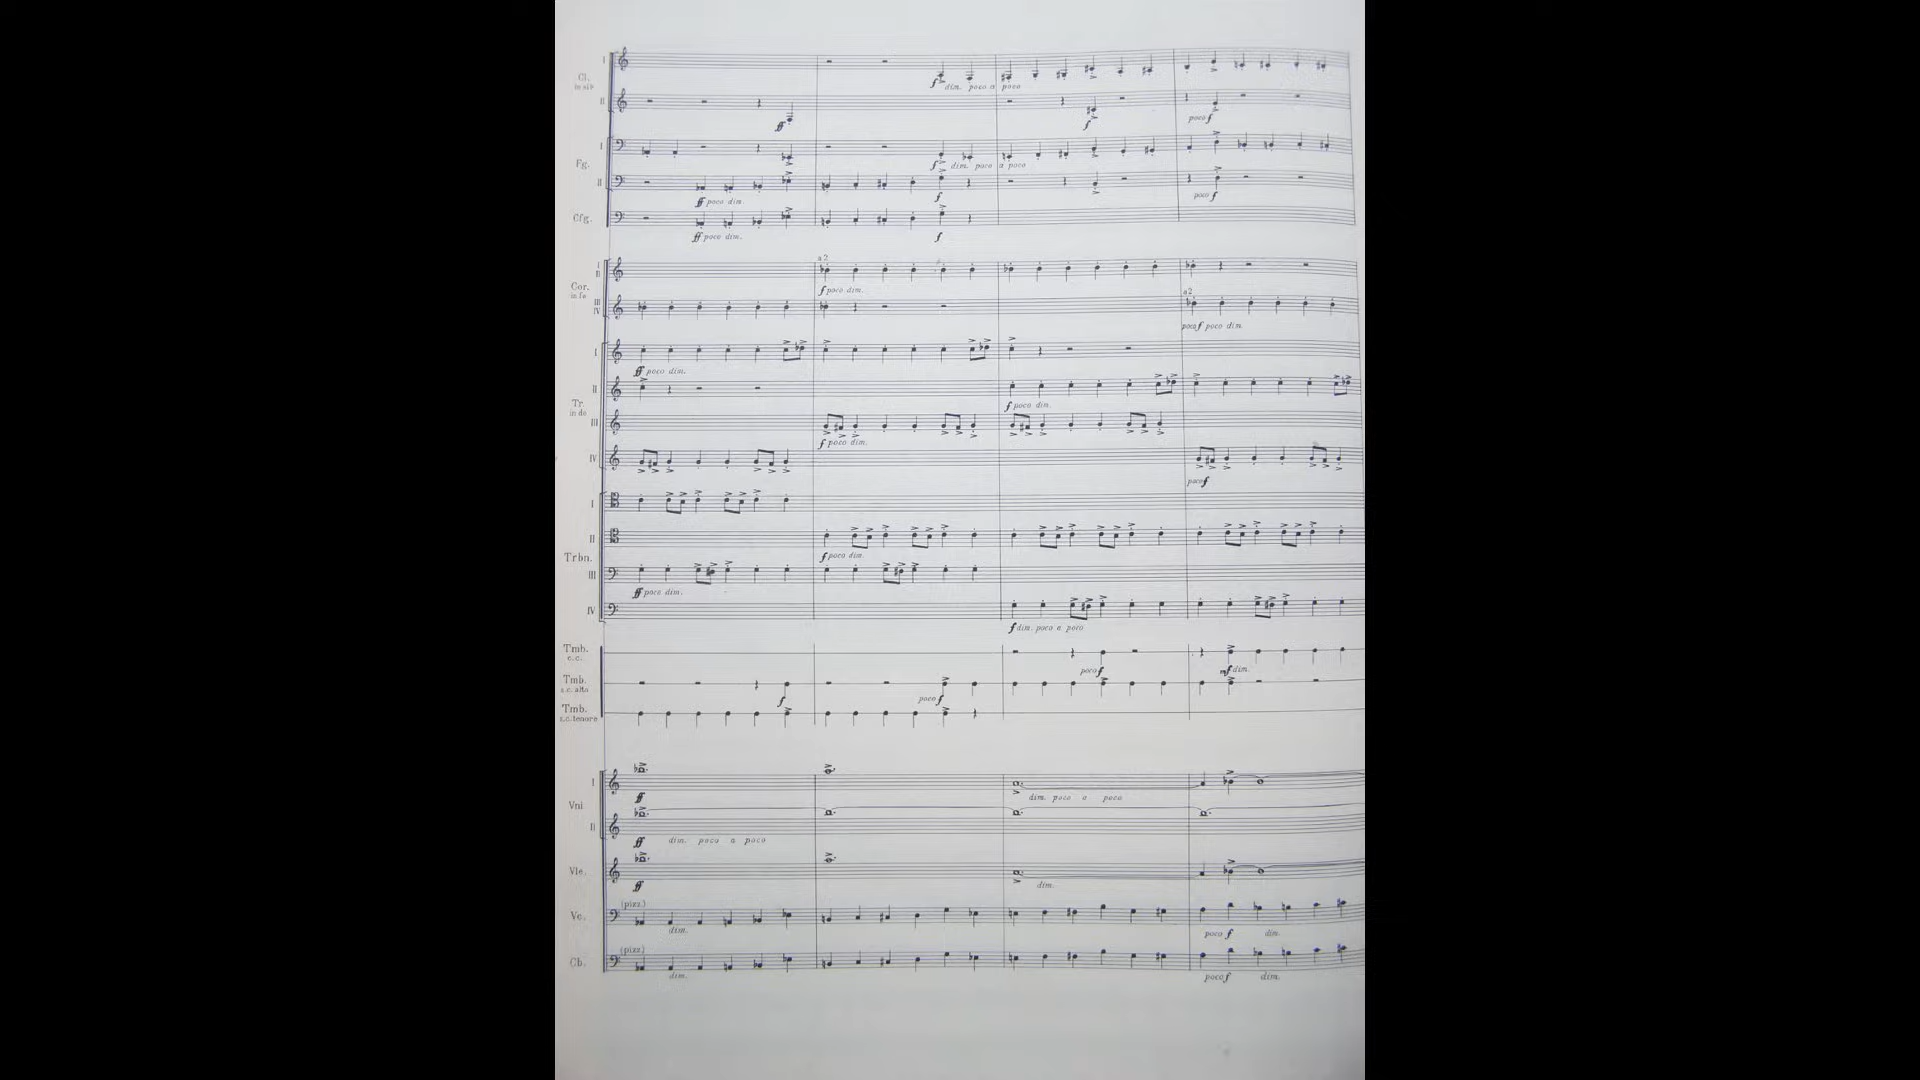 I
Cl.
in sib
II
f dim. poco a poco
ff
f
poco f
I
Fg.
II
f dim. poco a poco
ff poco dim.
f
poco f
Cfg.
ff poco dim.
f
a2
I
II
Cor.
in fa
f poco dim.
III
IV
a2
poco f poco dim.
I
ff poco dim.
II
Tr.
in do
f poco dim.
III
f poco dim.
IV
poco f
I
II
f poco dim.
Trbn.
III
ff poco dim.
IV
f dim. poco a poco
Tmb.
c.c.
poco f
mf dim.
Tmb.
s.c. alto
f
poco f
Tmb.
s.c. tenore
I
ff
dim. poco a poco
Vni
II
ff dim. poco a poco
Vle.
ff
dim.
(pizz.)
Vc.
dim.
poco f dim.
(pizz.)
Cb.
dim.
poco f dim.